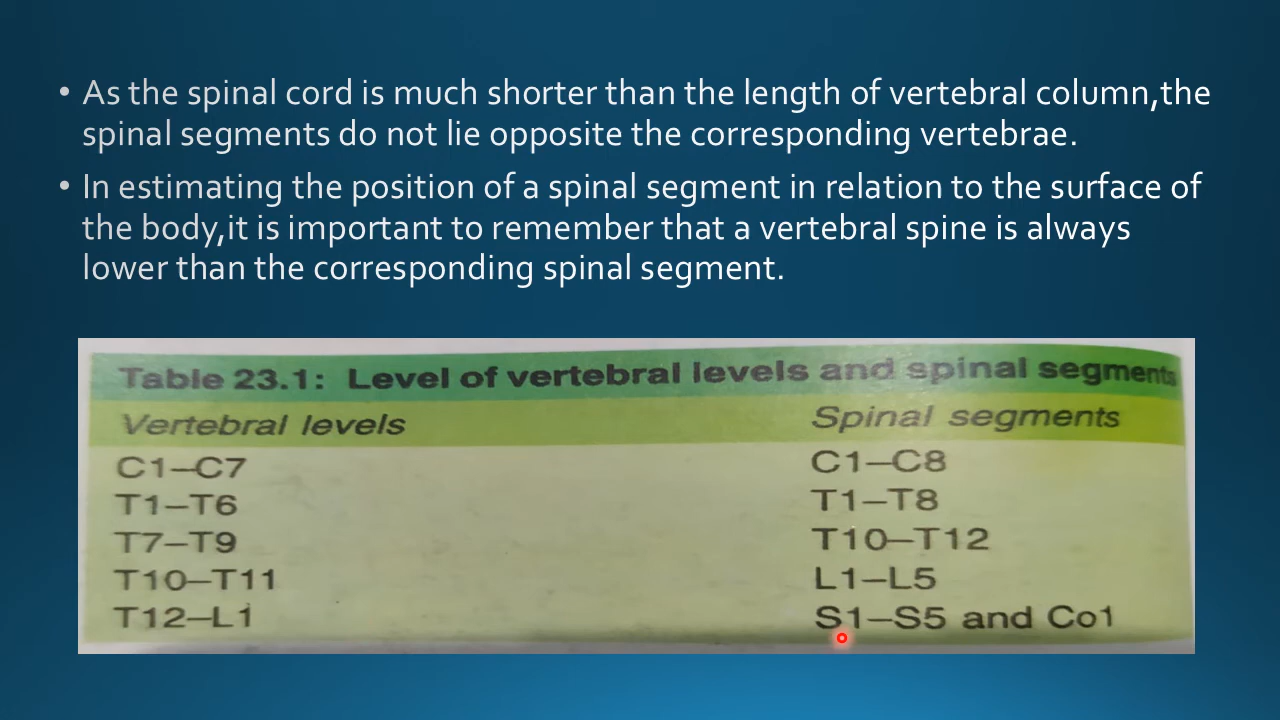 • As the spinal cord is much shorter than the length of vertebral column,the
spinal segments do not lie opposite the corresponding vertebrae.
• In estimating the position of a spinal segment in relation to the surface of
the body,it is important to remember that a vertebral spine is always
lower than the corresponding spinal segment.
Table 23.1: Level of vertebral levels and spinal segments
Vertebral levels Spinal segments
C1–C7 C1–C8
T1–T6 T1–T8
T7–T9 T10–T12
T10–T11 L1–L5
T12–L1 S1–S5 and Co1